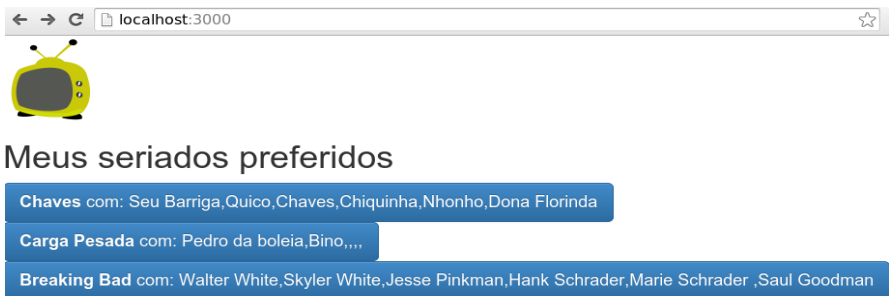 localhost:3000
Meus seriados preferidos
Chaves com: Seu Barriga,Quico,Chaves,Chiquinha,Nhonho,Dona Florinda
Carga Pesada com: Pedro da boleia,Bino,,,,
Breaking Bad com: Walter White,Skyler White,Jesse Pinkman,Hank Schrader,Marie Schrader ,Saul Goodman